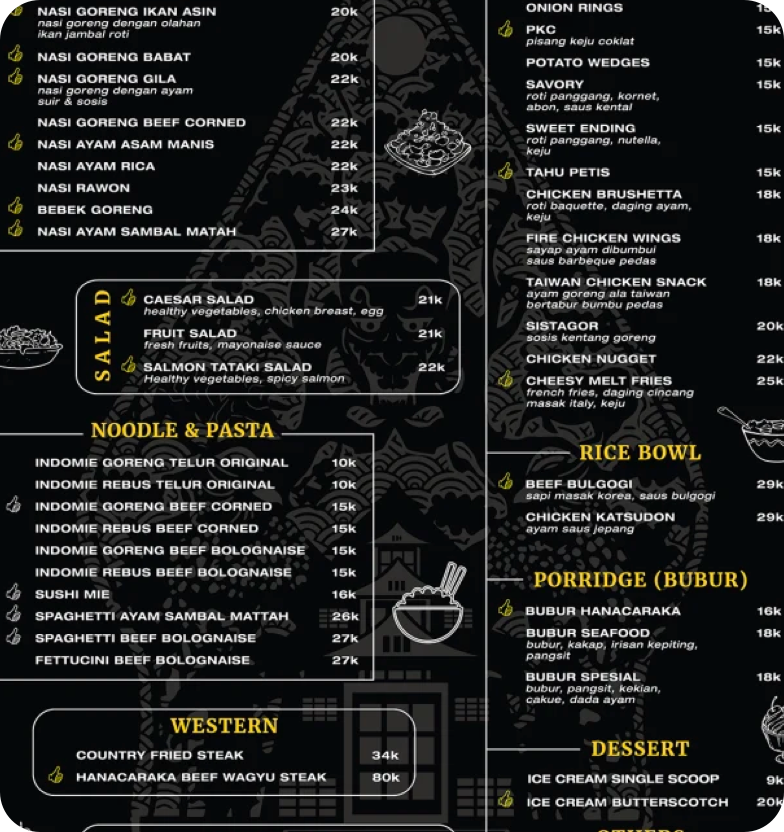 NASI GORENG IKAN ASIN 20k
nasi goreng dengan olahan
ikan jambal roti
NASI GORENG BABAT 20k
NASI GORENG GILA 22k
nasi goreng dengan ayam
suir & sosis
NASI GORENG BEEF CORNED 22k
NASI AYAM ASAM MANIS 22k
NASI AYAM RICA 22k
NASI RAWON 23k
BEBEK GORENG 24k
NASI AYAM SAMBAL MATAH 27k
SALAD
CAESAR SALAD 21k
healthy vegetables, chicken breast, egg
FRUIT SALAD 21k
fresh fruits, mayonaise sauce
SALMON TATAKI SALAD 22k
Healthy vegetables, spicy salmon
NOODLE & PASTA
INDOMIE GORENG TELUR ORIGINAL 10k
INDOMIE REBUS TELUR ORIGINAL 10k
INDOMIE GORENG BEEF CORNED 15k
INDOMIE REBUS BEEF CORNED 15k
INDOMIE GORENG BEEF BOLOGNAISE 15k
INDOMIE REBUS BEEF BOLOGNAISE 15k
SUSHI MIE 16k
SPAGHETTI AYAM SAMBAL MATTAH 26k
SPAGHETTI BEEF BOLOGNAISE 27k
FETTUCINI BEEF BOLOGNAISE 27k
WESTERN
COUNTRY FRIED STEAK 34k
HANACARAKA BEEF WAGYU STEAK 80k
ONION RINGS
PKC 15k
pisang keju coklat
POTATO WEDGES 15k
SAVORY 15k
roti panggang, kornet,
abon, saus kental
SWEET ENDING 15k
roti panggang, nutella,
keju
TAHU PETIS 15k
CHICKEN BRUSHETTA 18k
roti baquette, daging ayam,
keju
FIRE CHICKEN WINGS 18k
sayap ayam dibumbui
saus barbeque pedas
TAIWAN CHICKEN SNACK 18k
ayam goreng ala taiwan
bertabur bumbu pedas
SISTAGOR 20k
sosis kentang goreng
CHICKEN NUGGET 22k
CHEESY MELT FRIES 25k
french fries, daging cincang
masak italy, keju
RICE BOWL
BEEF BULGOGI 29k
sapi masak korea, saus bulgogi
CHICKEN KATSUDON 29k
ayam saus jepang
PORRIDGE (BUBUR)
BUBUR HANACARAKA 16k
BUBUR SEAFOOD 18k
bubur, kakap, irisan kepiting,
pangsit
BUBUR SPESIAL 18k
bubur, pangsit, kekian,
cakue, dada ayam
DESSERT
ICE CREAM SINGLE SCOOP 9k
ICE CREAM BUTTERSCOTCH 20k